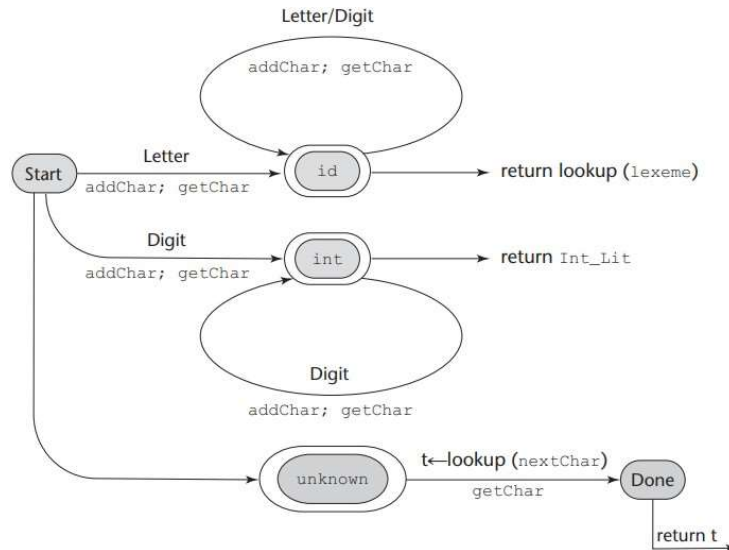 Letter/Digit
addChar; getChar
Letter
Start
id
return lookup (lexeme)
addChar; getChar
Digit
int
return Int_Lit
addChar; getChar
Digit
addChar; getChar
t←lookup (nextChar)
unknown
Done
getChar
return t